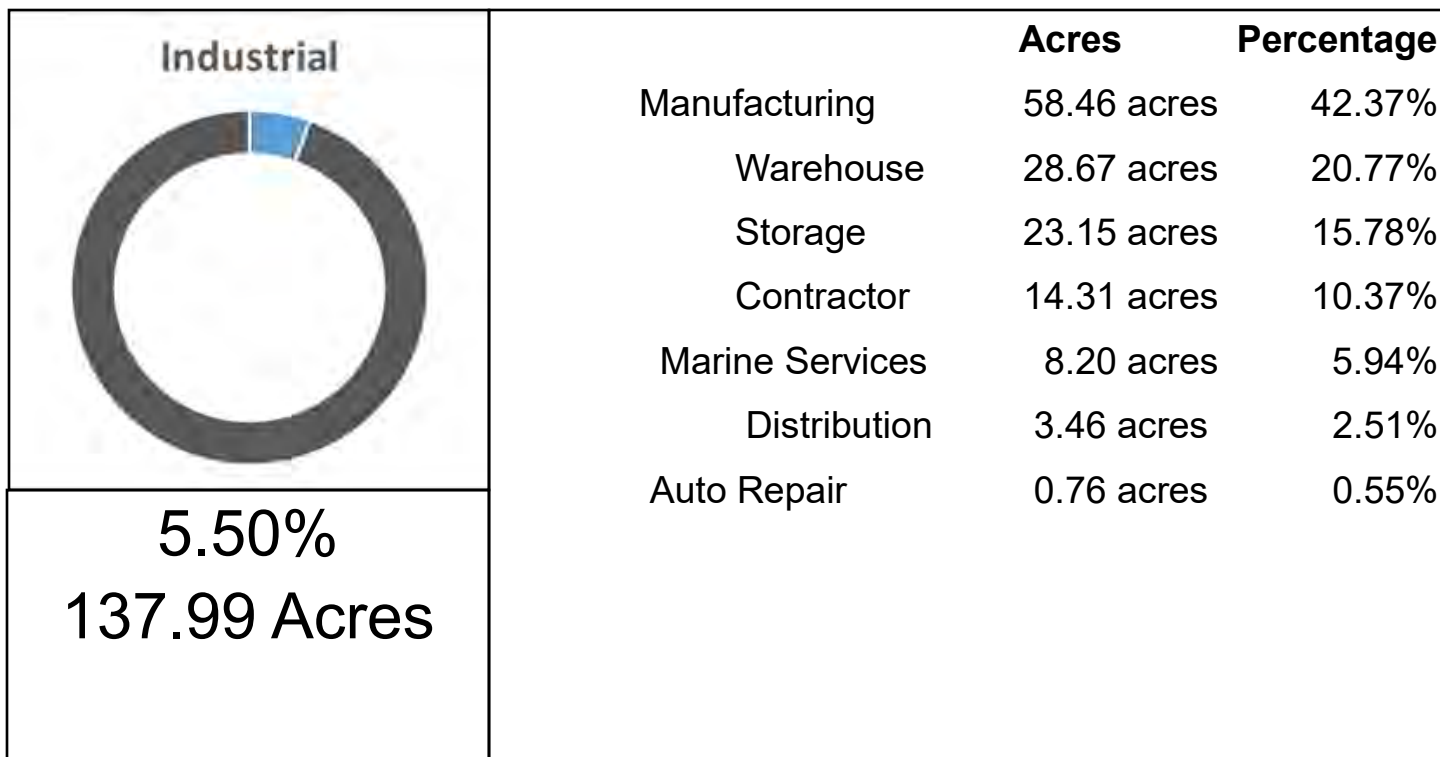 Industrial
5.50%
137.99 Acres
Acres Percentage
Manufacturing 58.46 acres 42.37%
Warehouse 28.67 acres 20.77%
Storage 23.15 acres 15.78%
Contractor 14.31 acres 10.37%
Marine Services 8.20 acres 5.94%
Distribution 3.46 acres 2.51%
Auto Repair 0.76 acres 0.55%